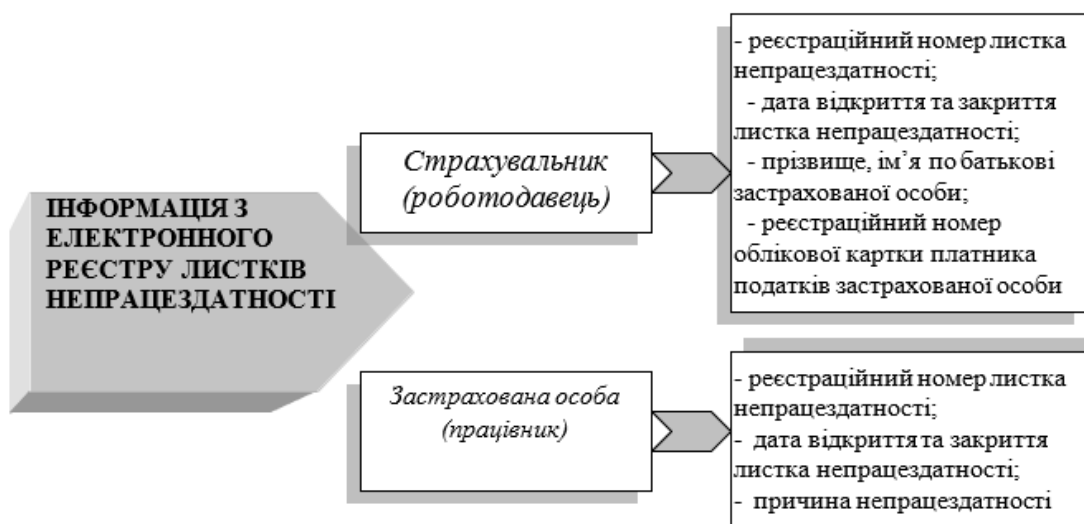 ІНФОРМАЦІЯ З
ЕЛЕКТРОННОГО
РЕЄСТРУ ЛИСТКІВ
НЕПРАЦЕЗДАТНОСТІ
Страхувальник
(роботодавець)
- реєстраційний номер листка
непрацездатності;
- дата відкриття та закриття
листка непрацездатності;
- прізвище, ім’я по батькові
застрахованої особи;
- реєстраційний номер
облікової картки платника
податків застрахованої особи
Застрахована особа
(працівник)
- реєстраційний номер листка
непрацездатності;
- дата відкриття та закриття
листка непрацездатності;
- причина непрацездатності